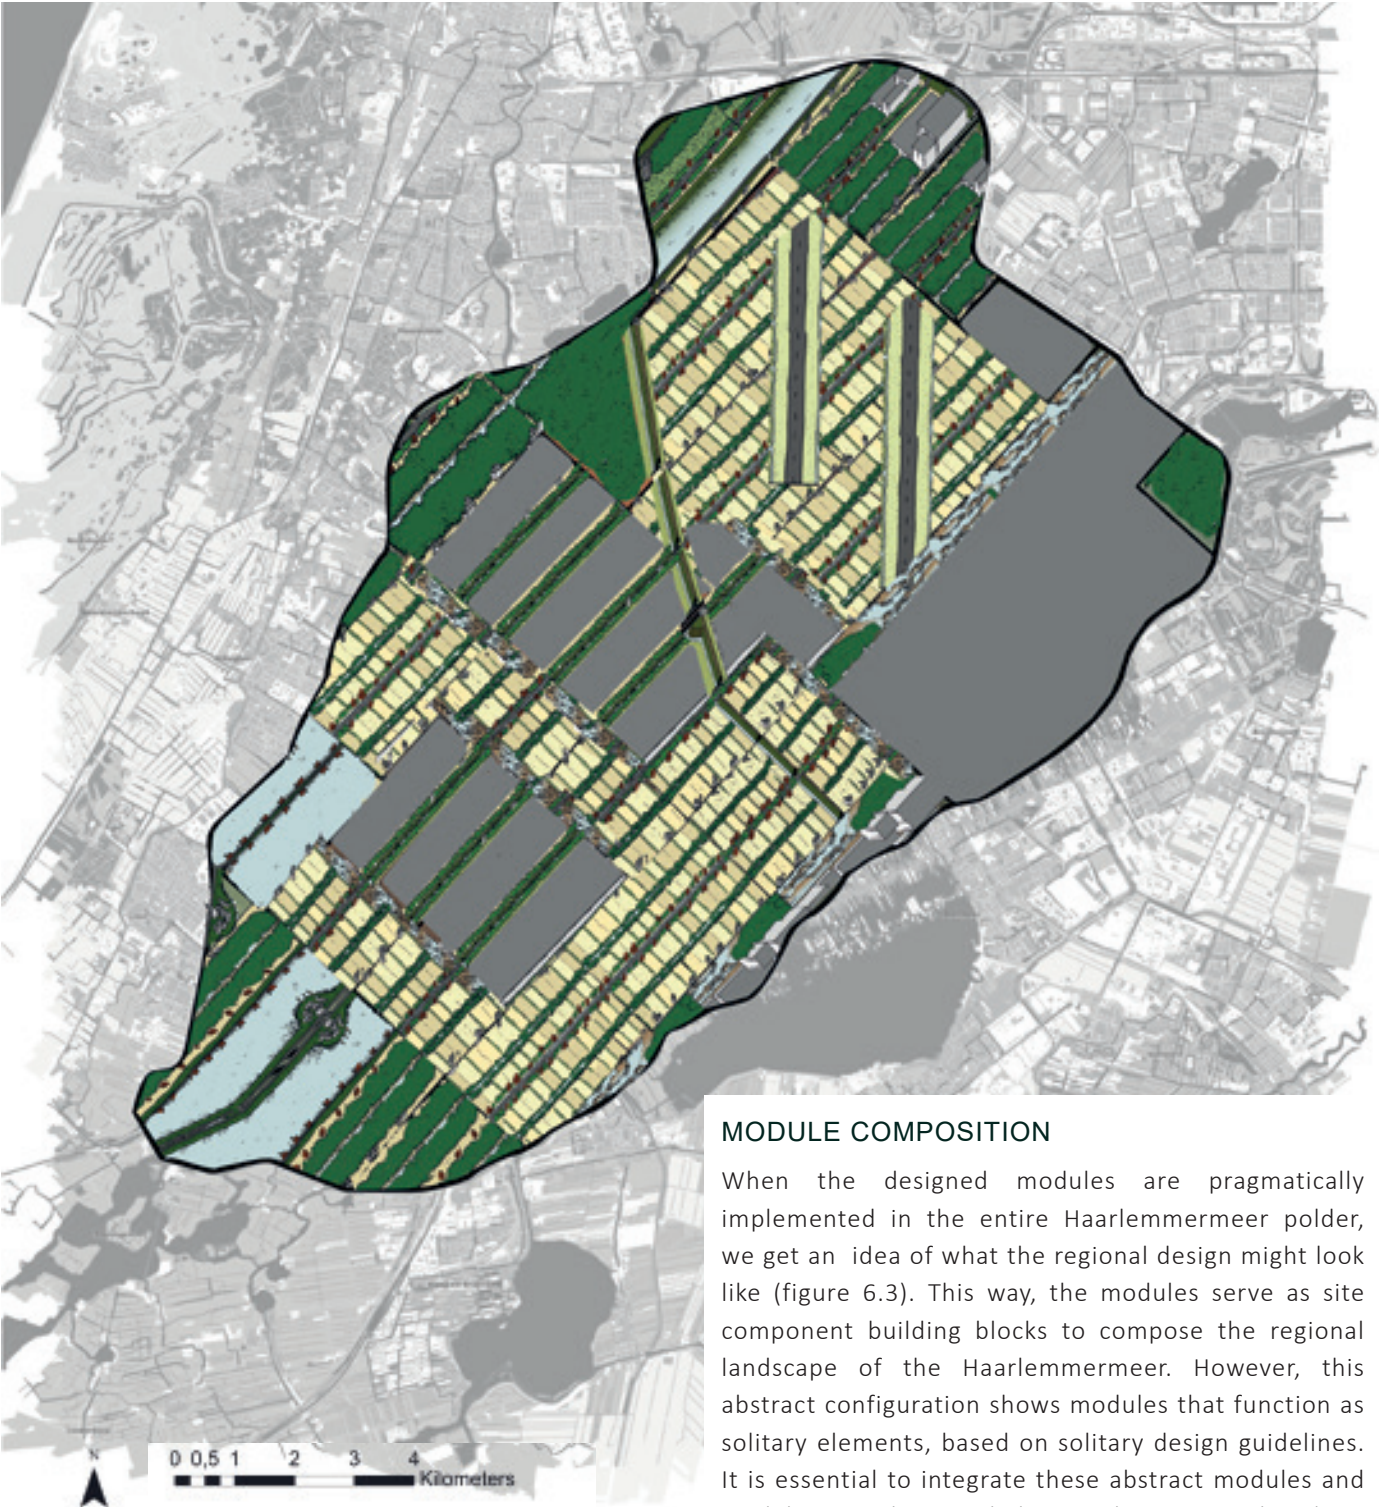 MODULE COMPOSITION
When the designed modules are pragmatically
implemented in the entire Haarlemmermeer polder,
we get an idea of what the regional design might look
like (figure 6.3). This way, the modules serve as site
component building blocks to compose the regional
landscape of the Haarlemmermeer. However, this
abstract configuration shows modules that function as
solitary elements, based on solitary design guidelines.
It is essential to integrate these abstract modules and
N
0 0,5 1 2 3 4
Kilometers